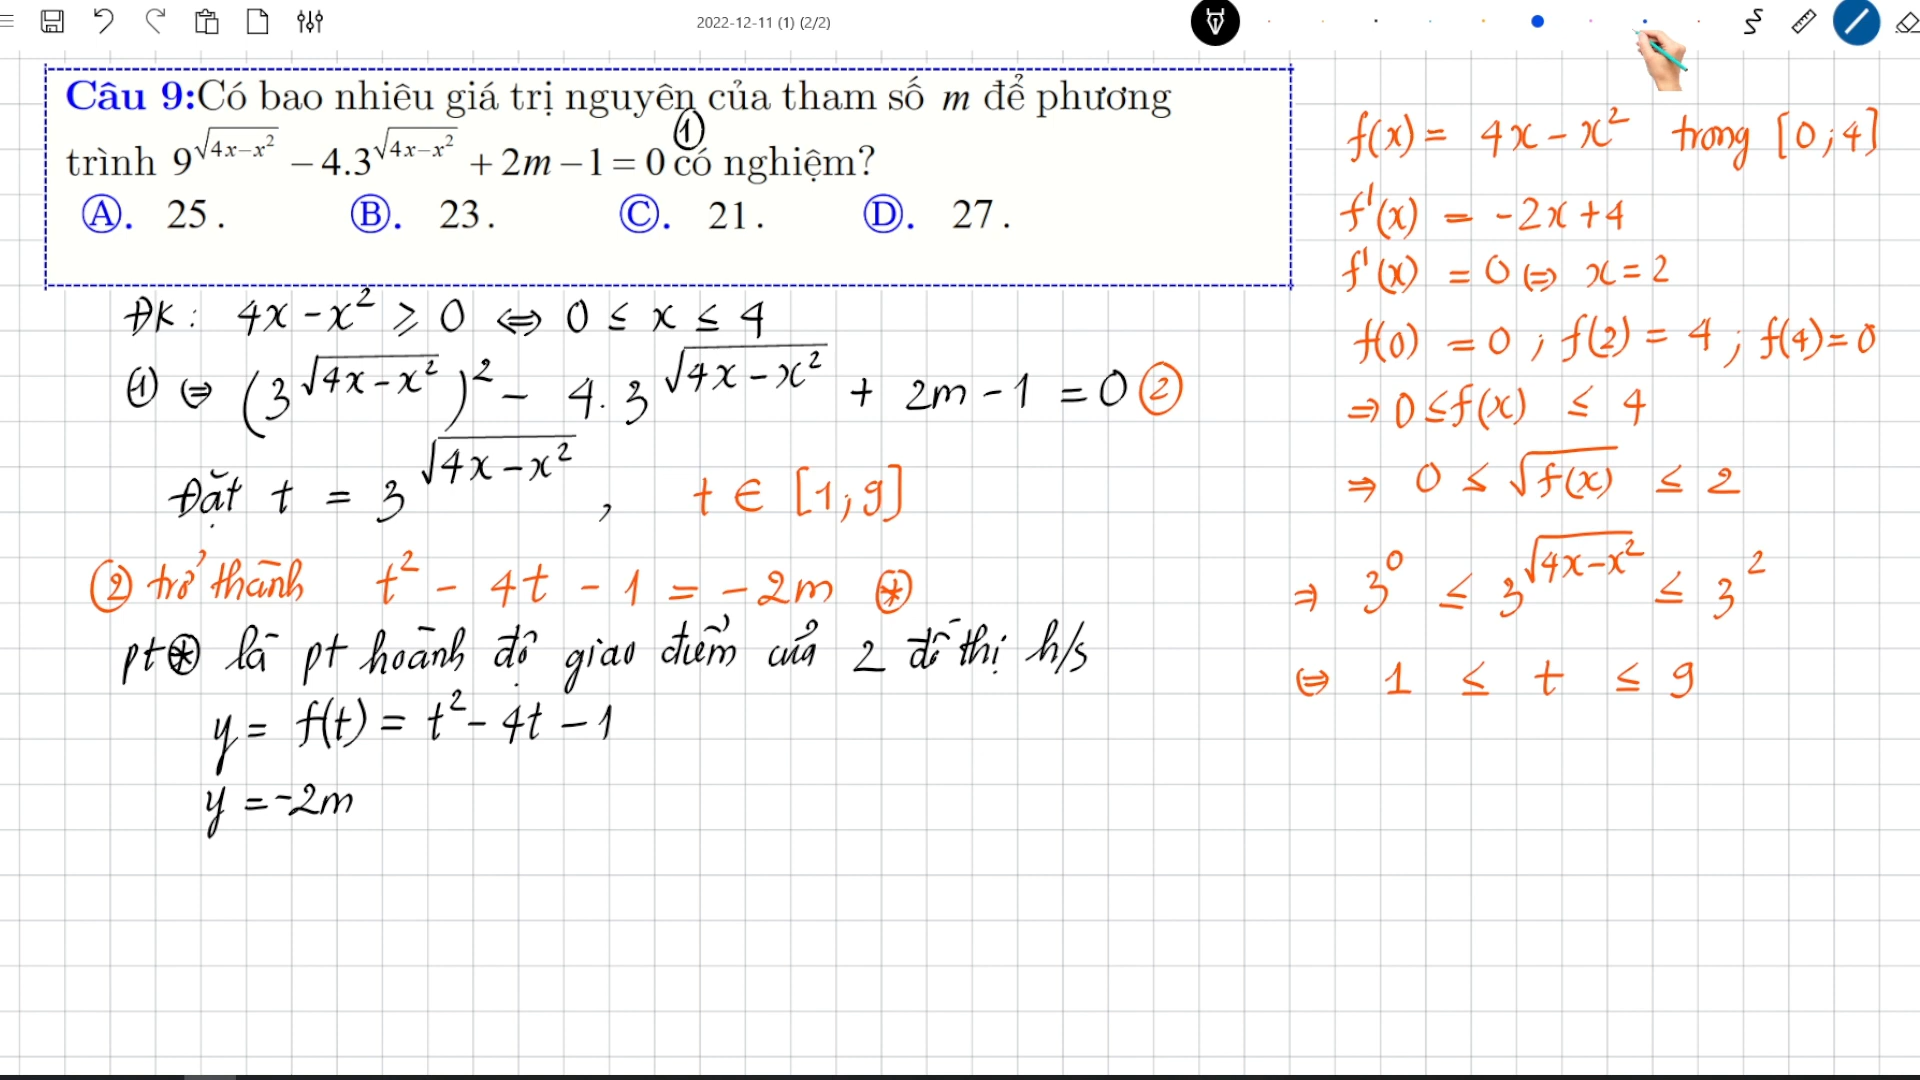 2022-12-11 (1) (2/2)
Câu 9:Có bao nhiêu giá trị nguyên của tham số m để phương
trình 9^{√(4x−x²)} − 4.3^{√(4x−x²)} + 2m − 1 = 0 có nghiệm?
①
A. 25. B. 23. C. 21. D. 27.
ĐK: 4x − x² ≥ 0 ⇔ 0 ≤ x ≤ 4
① ⇔ (3^{√(4x−x²)})² − 4.3^{√(4x−x²)} + 2m − 1 = 0 ②
Đặt t = 3^{√(4x−x²)}, t ∈ [1;9]
② trở thành t² − 4t − 1 = −2m ⊛
pt ⊛ là pt hoành độ giao điểm của 2 đồ thị h/s
y = f(t) = t² − 4t − 1
y = −2m
f(x) = 4x − x² trong [0;4]
f'(x) = −2x + 4
f'(x) = 0 ⇔ x = 2
f(0) = 0; f(2) = 4; f(4) = 0
⇒ 0 ≤ f(x) ≤ 4
⇒ 0 ≤ √f(x) ≤ 2
⇒ 3⁰ ≤ 3^{√(4x−x²)} ≤ 3²
⇔ 1 ≤ t ≤ 9